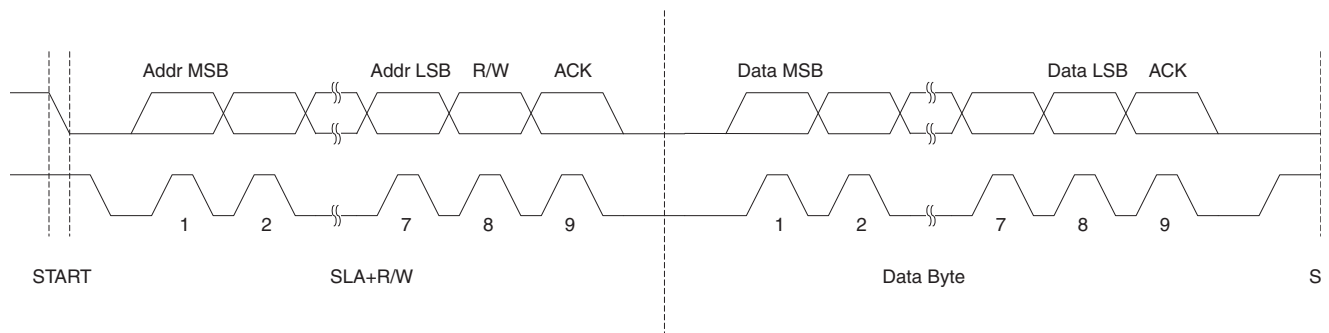 Addr MSB Addr LSB R/W ACK Data MSB Data LSB ACK
1 2 7 8 9 1 2 7 8 9
START SLA+R/W Data Byte S